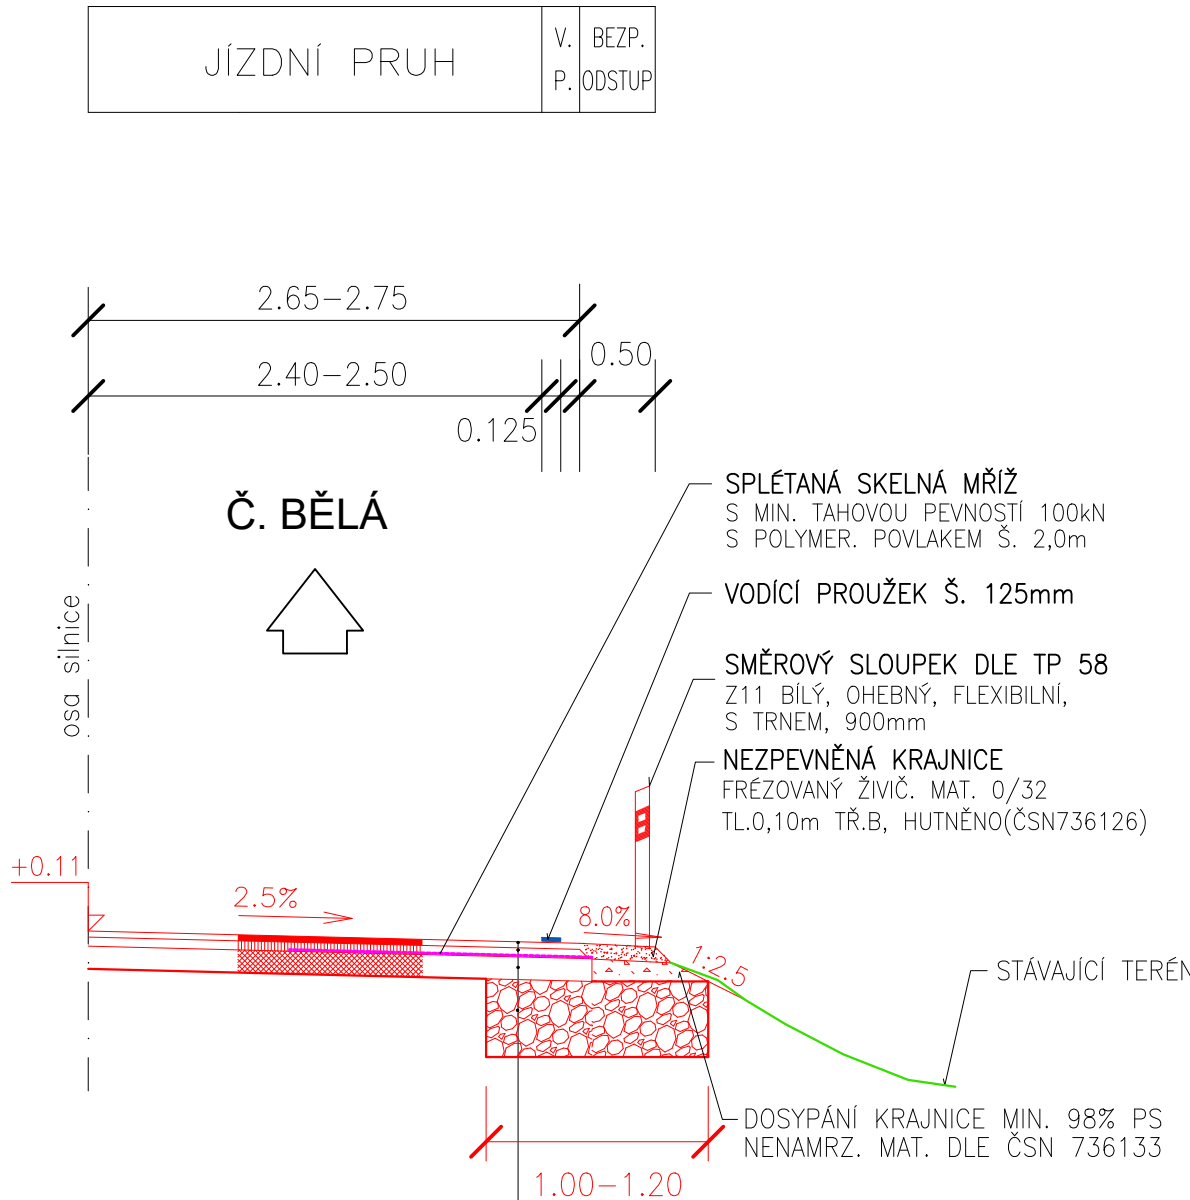 JÍZDNÍ PRUH
V.
P.
BEZP.
ODSTUP
2.65-2.75
0.50
2.40-2.50
0.125
Č. BĚLÁ
osa silnice
SPLÉTANÁ SKELNÁ MŘÍŽ
S MIN. TAHOVOU PEVNOSTÍ 100kN
S POLYMER. POVLAKEM Š. 2,0m
VODÍCÍ PROUŽEK Š. 125mm
SMĚROVÝ SLOUPEK DLE TP 58
Z11 BÍLÝ, OHEBNÝ, FLEXIBILNÍ,
S TRNEM, 900mm
NEZPEVNĚNÁ KRAJNICE
FRÉZOVANÝ ŽIVIČ. MAT. 0/32
TL.0,10m TŘ.B, HUTNĚNO(ČSN736126)
+0.11
2.5%
8.0%
1:2.5
STÁVAJÍCÍ TERÉN
DOSYPÁNÍ KRAJNICE MIN. 98% PS
NENAMRZ. MAT. DLE ČSN 736133
1.00-1.20